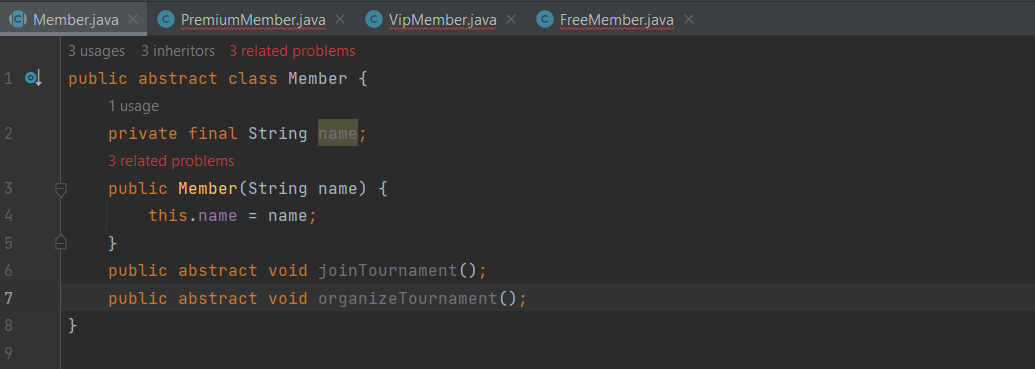 Member.java PremiumMember.java VipMember.java FreeMember.java
3 usages 3 inheritors 3 related problems
1 public abstract class Member {
1 usage
2 private final String name;
3 related problems
3 public Member(String name) {
4 this.name = name;
5 }
6 public abstract void joinTournament();
7 public abstract void organizeTournament();
8 }
9